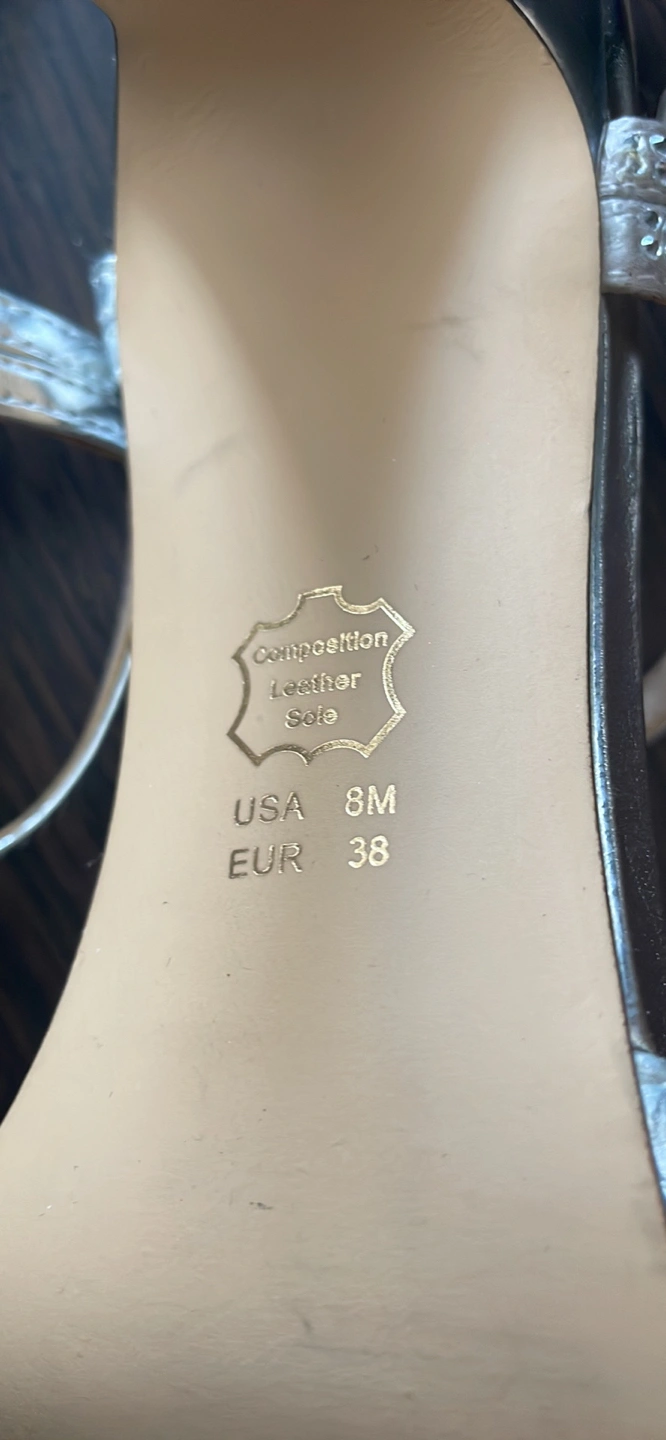 Composition
Leather
Sole
USA 8M
EUR 38